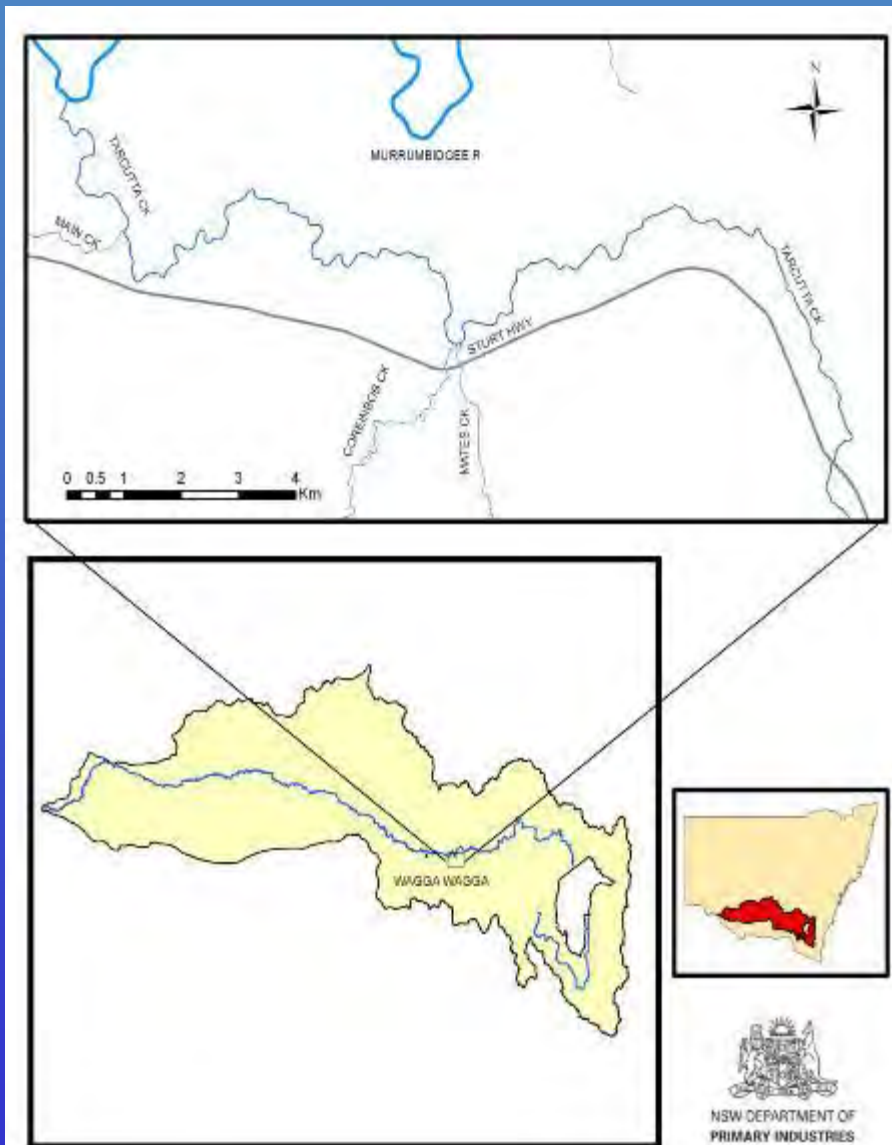 N
TARCUTTA CK
MURRUMBIDGEE R
MAIN CK
TARCUTTA CK
STURT HWY
COREINBOB CK
MATES CK
0 0.5 1 2 3 4
Km
WAGGA WAGGA
NSW DEPARTMENT OF
PRIMARY INDUSTRIES